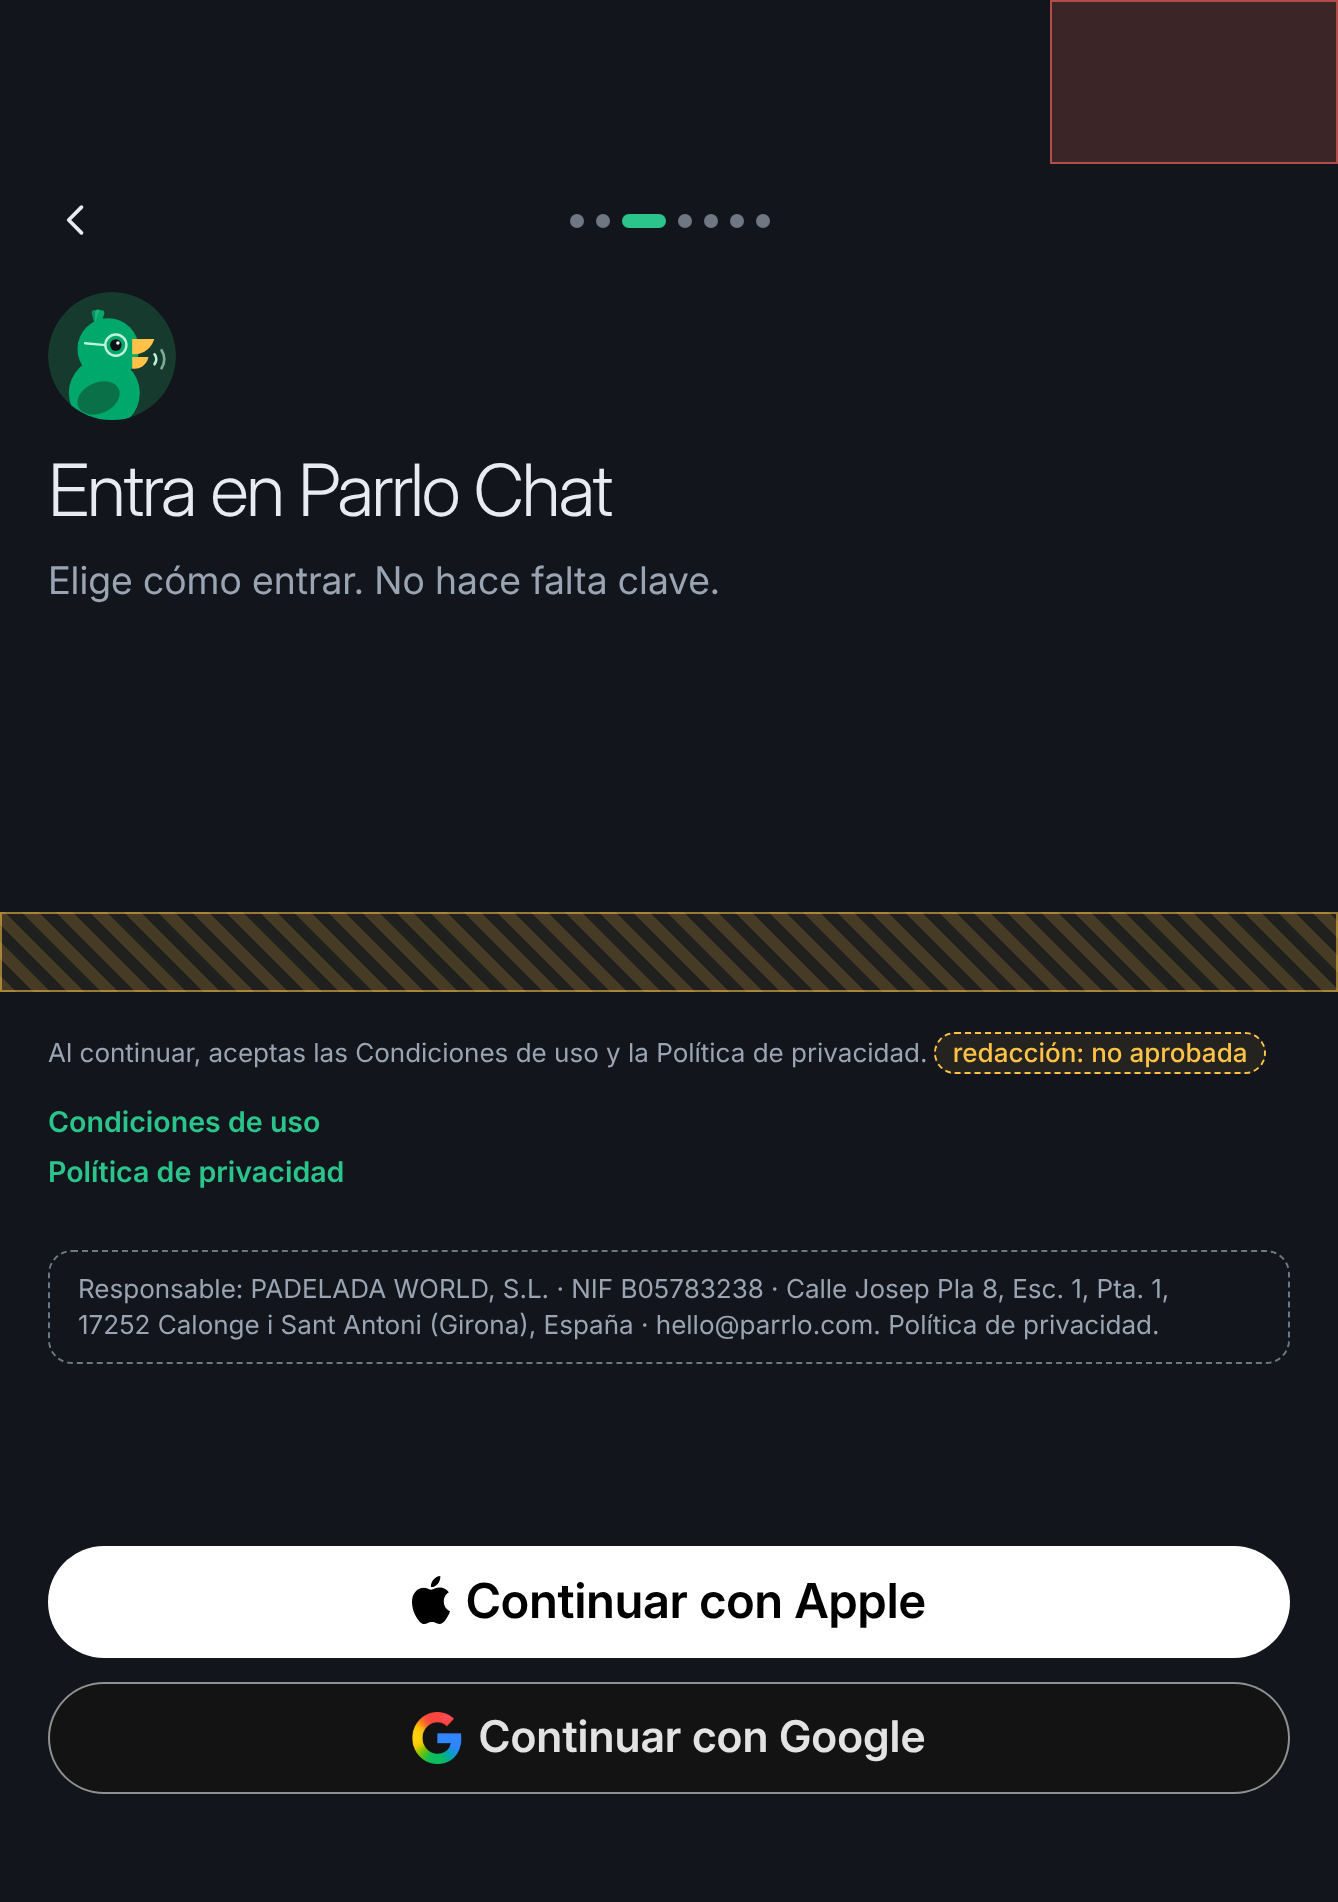 Entra en Parrlo Chat
Elige cómo entrar. No hace falta clave.
Al continuar, aceptas las Condiciones de uso y la Política de privacidad. redacción: no aprobada
Condiciones de uso
Política de privacidad
Responsable: PADELADA WORLD, S.L. · NIF B05783238 · Calle Josep Pla 8, Esc. 1, Pta. 1,
17252 Calonge i Sant Antoni (Girona), España · hello@parrlo.com. Política de privacidad.
Continuar con Apple
Continuar con Google